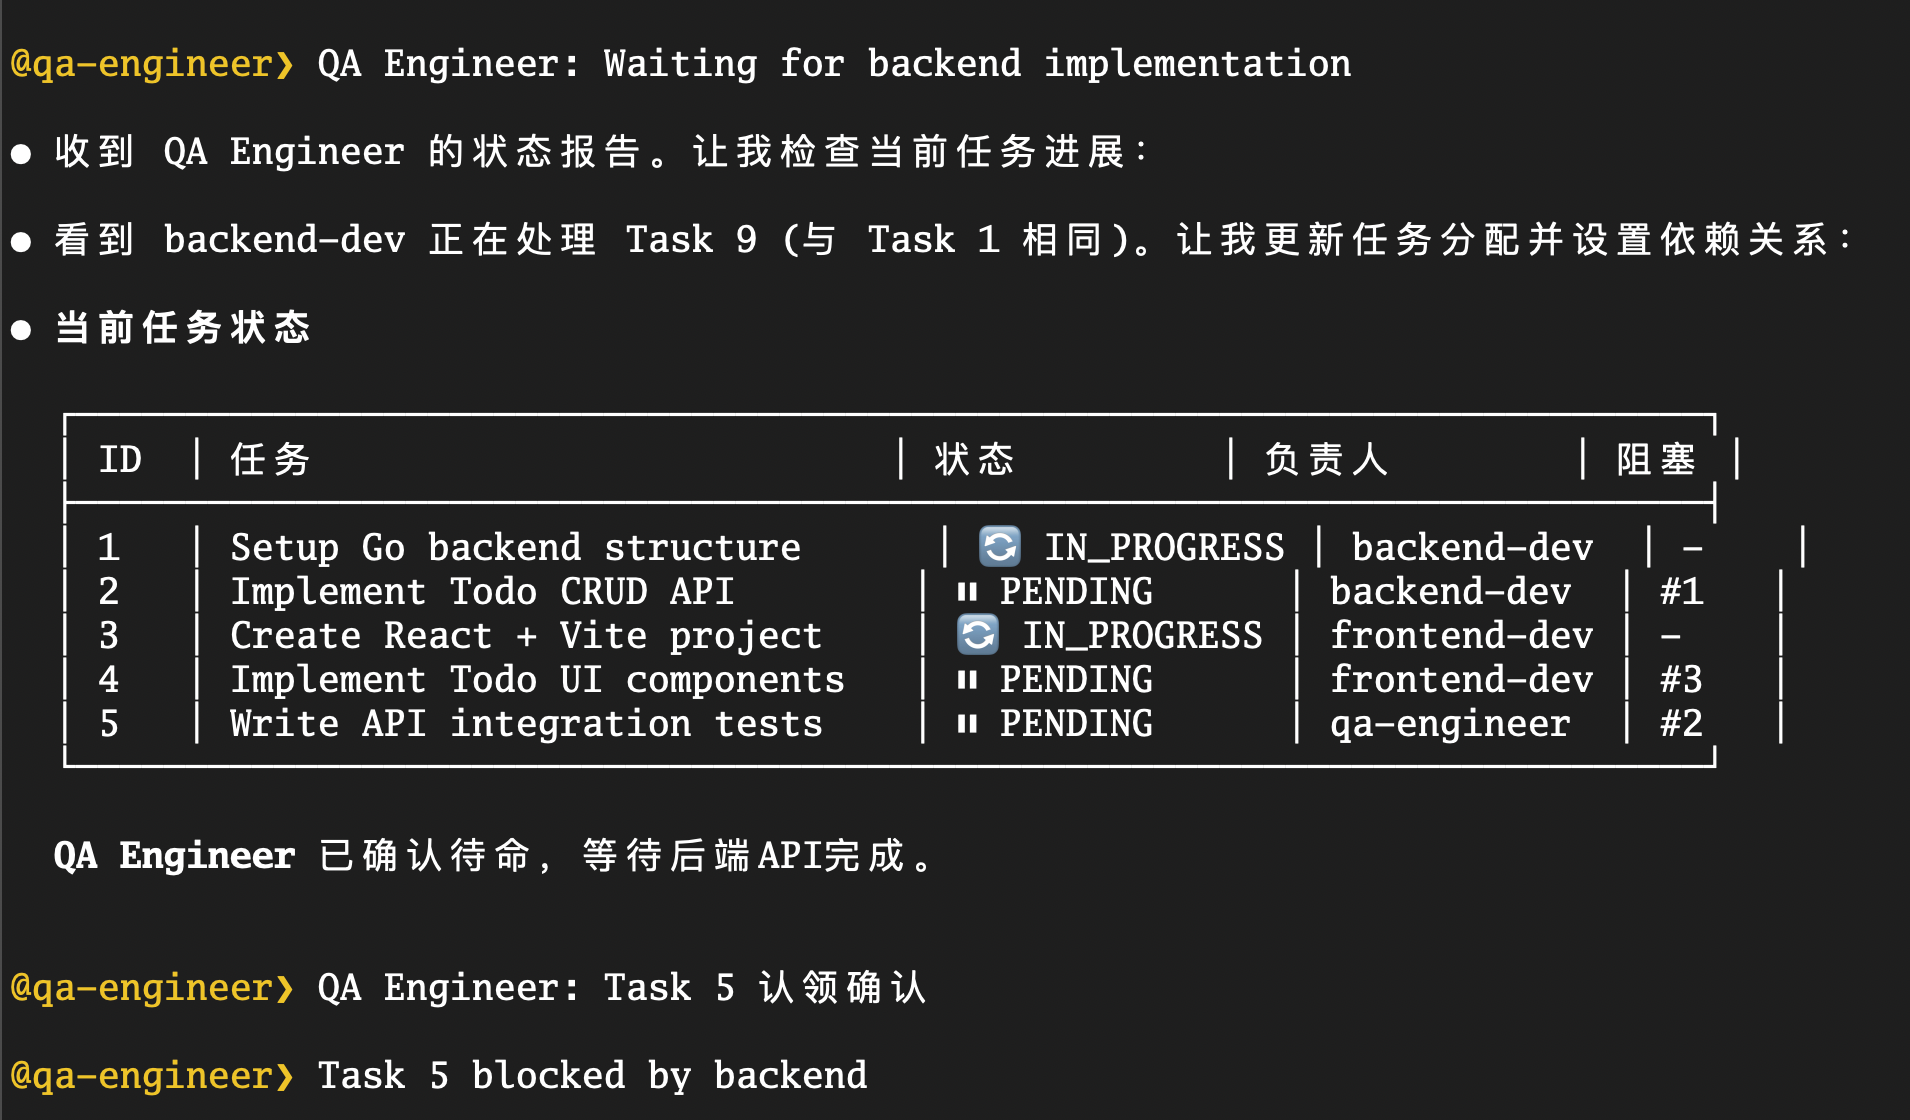 @qa-engineer❯ QA Engineer: Waiting for backend implementation
● 收到 QA Engineer 的状态报告。让我检查当前任务进展：
● 看到 backend-dev 正在处理 Task 9 (与 Task 1 相同)。让我更新任务分配并设置依赖关系：
● 当前任务状态
│ ID │ 任务 │ 状态 │ 负责人 │ 阻塞 │
│ 1 │ Setup Go backend structure │ 🔄 IN_PROGRESS │ backend-dev │ - │
│ 2 │ Implement Todo CRUD API │ ⏸ PENDING │ backend-dev │ #1 │
│ 3 │ Create React + Vite project │ 🔄 IN_PROGRESS │ frontend-dev │ - │
│ 4 │ Implement Todo UI components │ ⏸ PENDING │ frontend-dev │ #3 │
│ 5 │ Write API integration tests │ ⏸ PENDING │ qa-engineer │ #2 │
QA Engineer 已确认待命，等待后端API完成。
@qa-engineer❯ QA Engineer: Task 5 认领确认
@qa-engineer❯ Task 5 blocked by backend